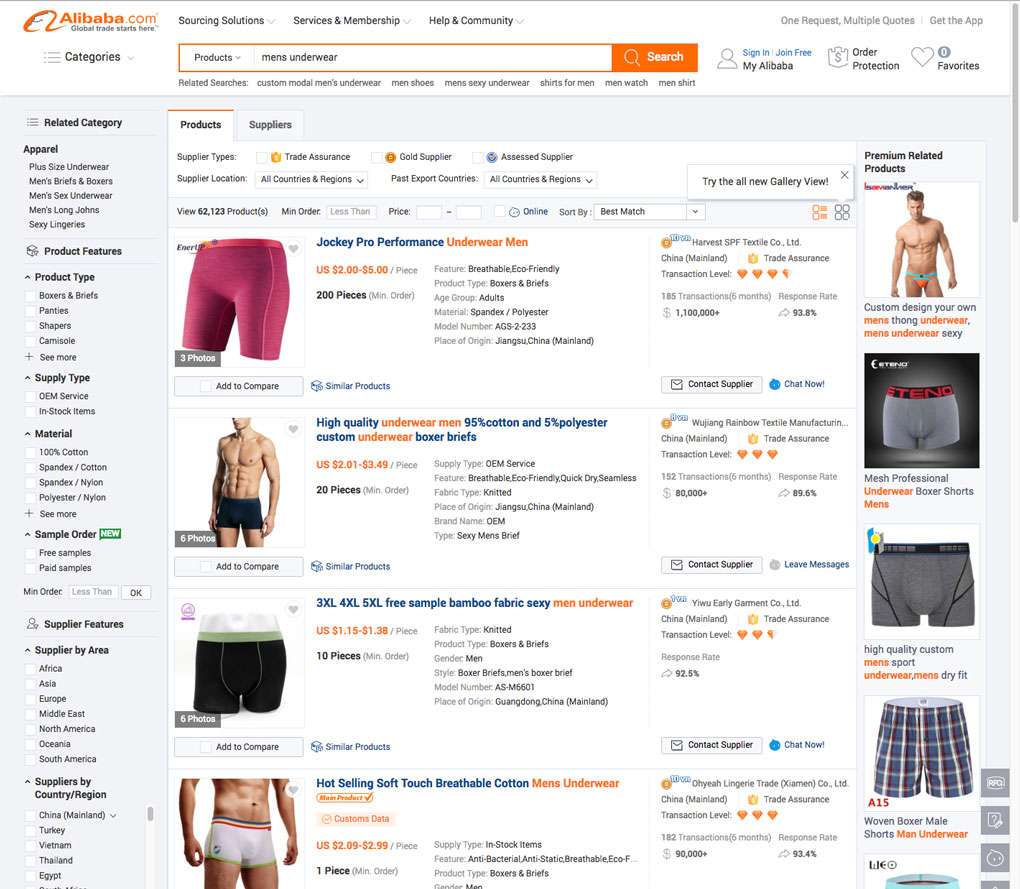 Alibaba.com
Global trade starts here.™
Sourcing Solutions
Services & Membership
Help & Community
One Request, Multiple Quotes
Get the App
Categories
Products
mens underwear
Search
Sign In
Join Free
My Alibaba
Order
Protection
0
Favorites
Related Searches: custom modal men's underwear men shoes mens sexy underwear shirts for men men watch men shirt
Related Category
Apparel
Plus Size Underwear
Men's Briefs & Boxers
Men's Sex Underwear
Men's Long Johns
Sexy Lingeries
Product Features
Product Type
Boxers & Briefs
Panties
Shapers
Camisole
See more
Supply Type
OEM Service
In-Stock Items
Material
100% Cotton
Spandex / Cotton
Spandex / Nylon
Polyester / Nylon
See more
Sample Order NEW
Free samples
Paid samples
Min Order: Less Than OK
Supplier Features
Supplier by Area
Africa
Asia
Europe
Middle East
North America
Oceania
South America
Suppliers by
Country/Region
China (Mainland)
Turkey
Vietnam
Thailand
Egypt
South Africa
Products
Suppliers
Supplier Types: Trade Assurance Gold Supplier Assessed Supplier
Supplier Location: All Countries & Regions Past Export Countries: All Countries & Regions
Try the all new Gallery View!
View 62,123 Product(s) Min Order: Less Than Price: – Online Sort By : Best Match
EnerUP
3 Photos
Jockey Pro Performance Underwear Men
US $2.00-$5.00 / Piece
200 Pieces (Min. Order)
Feature: Breathable,Eco-Friendly
Product Type: Boxers & Briefs
Age Group: Adults
Material: Spandex / Polyester
Model Number: AGS-2-233
Place of Origin: Jiangsu,China (Mainland)
10 YR Harvest SPF Textile Co., Ltd.
China (Mainland) Trade Assurance
Transaction Level:
185 Transactions(6 months) Response Rate
$ 1,100,000+ 93.8%
Add to Compare
Similar Products
Contact Supplier
Chat Now!
6 Photos
High quality underwear men 95%cotton and 5%polyester
custom underwear boxer briefs
US $2.01-$3.49 / Piece
20 Pieces (Min. Order)
Supply Type: OEM Service
Feature: Breathable,Eco-Friendly,Quick Dry,Seamless
Fabric Type: Knitted
Place of Origin: Jiangsu,China (Mainland)
Brand Name: OEM
Type: Sexy Mens Brief
Wujiang Rainbow Textile Manufacturin...
China (Mainland) Trade Assurance
Transaction Level:
152 Transactions(6 months) Response Rate
$ 80,000+ 89.6%
Add to Compare
Similar Products
Contact Supplier
Leave Messages
6 Photos
3XL 4XL 5XL free sample bamboo fabric sexy men underwear
US $1.15-$1.38 / Piece
10 Pieces (Min. Order)
Fabric Type: Knitted
Product Type: Boxers & Briefs
Gender: Men
Style: Boxer Briefs,men's boxer brief
Model Number: AS-M6601
Place of Origin: Guangdong,China (Mainland)
1 YR Yiwu Early Garment Co., Ltd.
China (Mainland) Trade Assurance
Transaction Level:
Response Rate
92.5%
Add to Compare
Similar Products
Contact Supplier
Chat Now!
Hot Selling Soft Touch Breathable Cotton Mens Underwear
Main Product
Customs Data
US $2.09-$2.99 / Piece
1 Piece (Min. Order)
Supply Type: In-Stock Items
Feature: Anti-Bacterial,Anti-Static,Breathable,Eco-F...
Product Type: Boxers & Briefs
Gender: Men
10 YR Ohyeah Lingerie Trade (Xiamen) Co., Ltd.
China (Mainland) Trade Assurance
Transaction Level:
182 Transactions(6 months) Response Rate
$ 90,000+ 93.4%
Premium Related
Products
Custom design your own
mens thong underwear,
mens underwear sexy
ETENO
ETENO
Mesh Professional
Underwear Boxer Shorts
Mens
high quality custom
mens sport
underwear,mens dry fit
A15
Woven Boxer Male
Shorts Man Underwear
RFQ